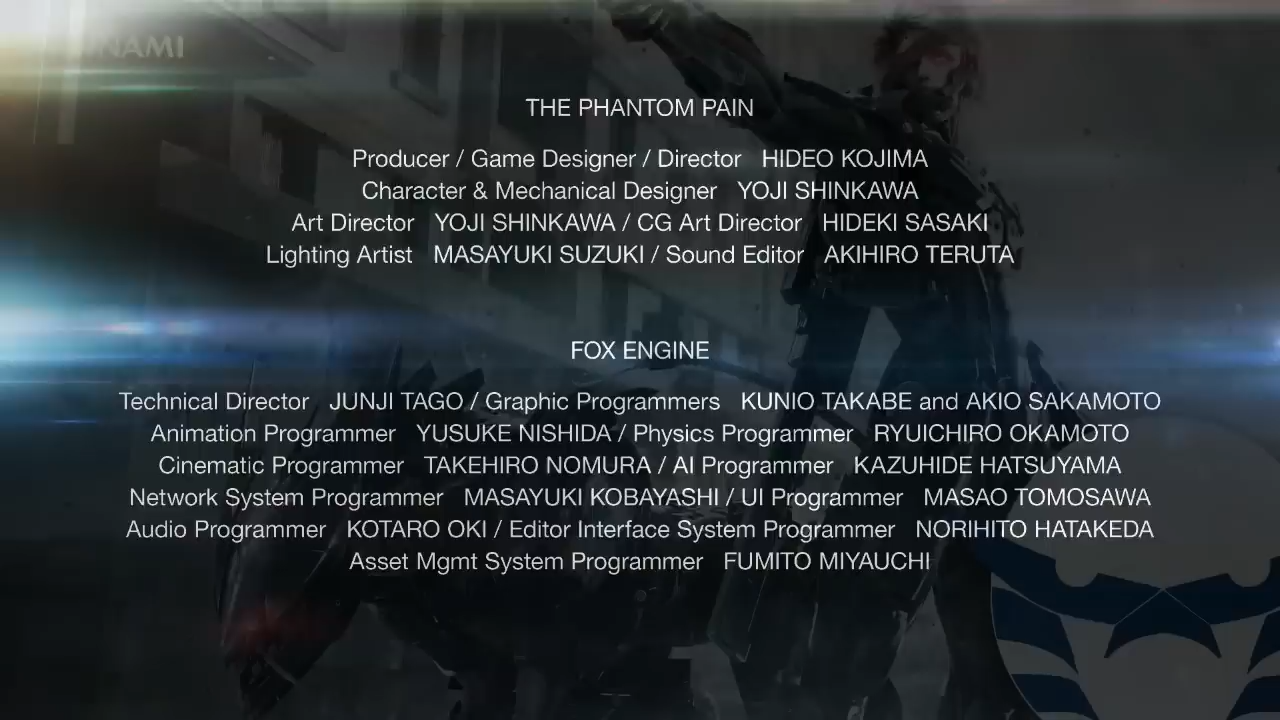 KONAMI
THE PHANTOM PAIN
Producer / Game Designer / Director HIDEO KOJIMA
Character & Mechanical Designer YOJI SHINKAWA
Art Director YOJI SHINKAWA / CG Art Director HIDEKI SASAKI
Lighting Artist MASAYUKI SUZUKI / Sound Editor AKIHIRO TERUTA
FOX ENGINE
Technical Director JUNJI TAGO / Graphic Programmers KUNIO TAKABE and AKIO SAKAMOTO
Animation Programmer YUSUKE NISHIDA / Physics Programmer RYUICHIRO OKAMOTO
Cinematic Programmer TAKEHIRO NOMURA / AI Programmer KAZUHIDE HATSUYAMA
Network System Programmer MASAYUKI KOBAYASHI / UI Programmer MASAO TOMOSAWA
Audio Programmer KOTARO OKI / Editor Interface System Programmer NORIHITO HATAKEDA
Asset Mgmt System Programmer FUMITO MIYAUCHI